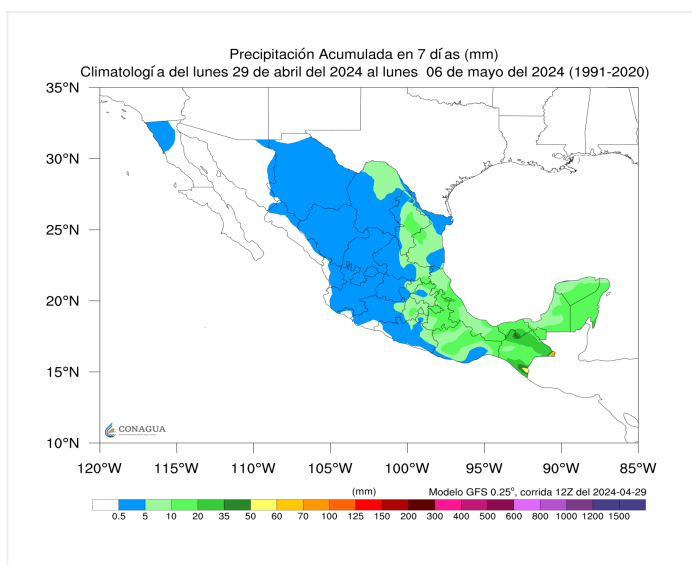 Precipitación Acumulada en 7 dí as (mm)
Climatologí a del lunes 29 de abril del 2024 al lunes 06 de mayo del 2024 (1991-2020)
35°N
30°N
25°N
20°N
15°N
10°N
CONAGUA
120°W 115°W 110°W 105°W 100°W 95°W 90°W 85°W
(mm) Modelo GFS 0.25°, corrida 12Z del 2024-04-29
0.5 5 10 20 35 50 60 70 100 125 150 200 300 400 500 600 800 1000 1200 1500